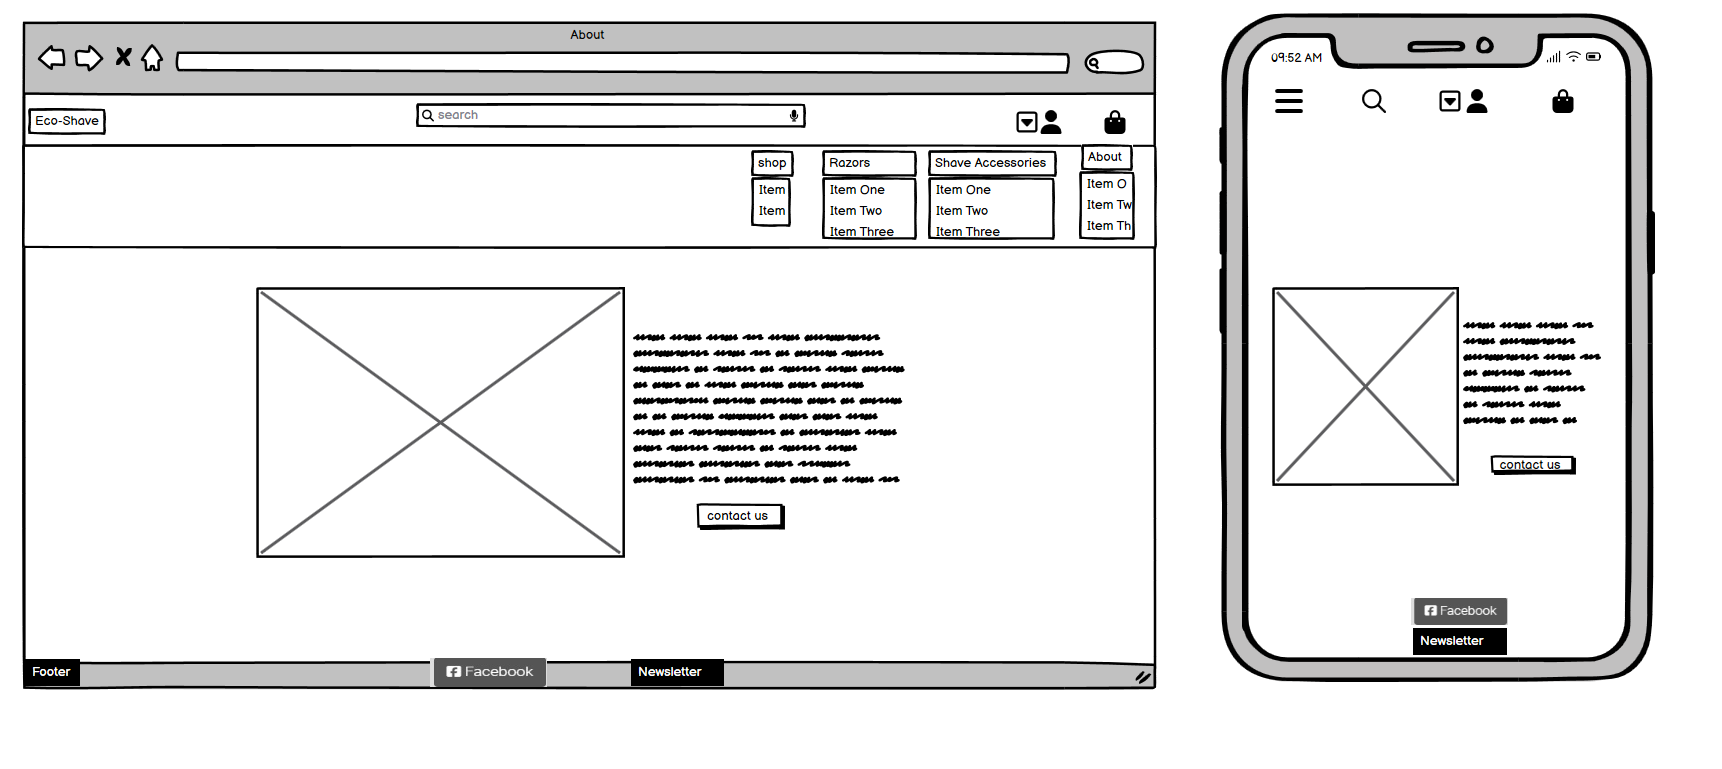 About
Eco-Shave
search
shop
Item
Item
Razors
Item One
Item Two
Item Three
Shave Accessories
Item One
Item Two
Item Three
About
Item O
Item Tw
Item Th
contact us
Footer
Facebook
Newsletter
09:52 AM
contact us
Facebook
Newsletter